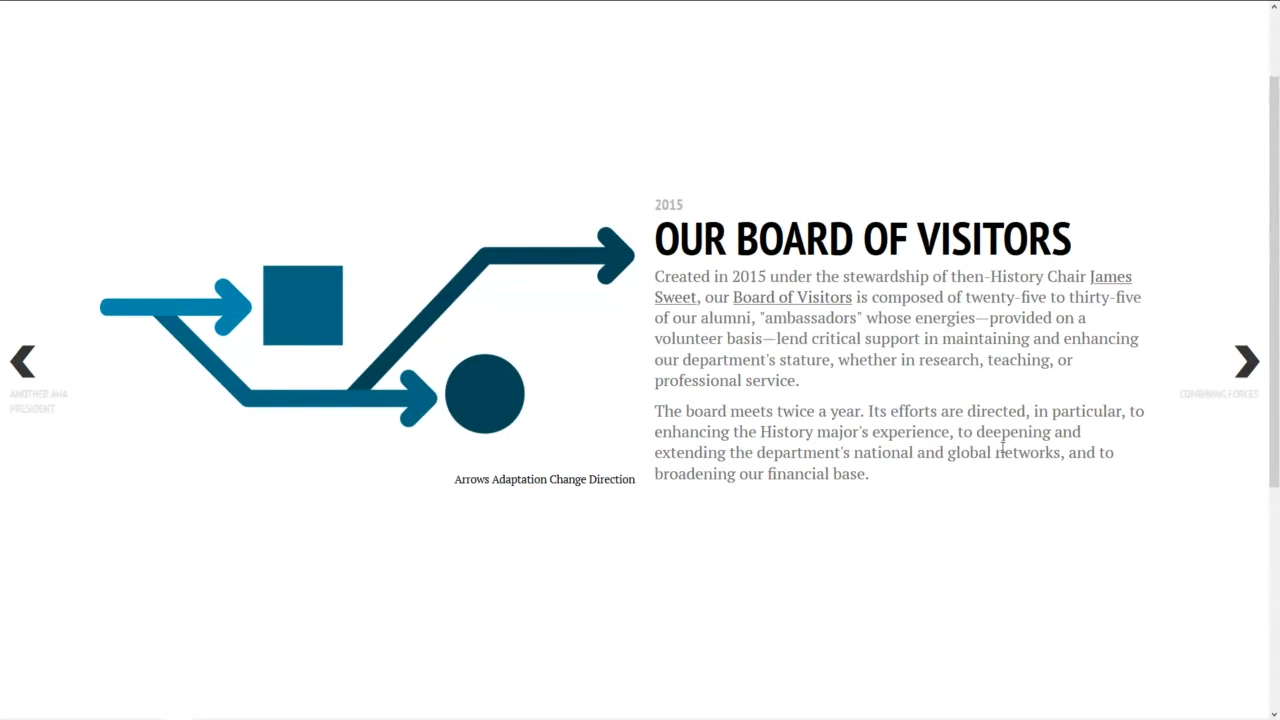 2015
OUR BOARD OF VISITORS
Created in 2015 under the stewardship of then-History Chair James
Sweet, our Board of Visitors is composed of twenty-five to thirty-five
of our alumni, "ambassadors" whose energies—provided on a
volunteer basis—lend critical support in maintaining and enhancing
our department's stature, whether in research, teaching, or
professional service.
The board meets twice a year. Its efforts are directed, in particular, to
enhancing the History major's experience, to deepening and
extending the department's national and global networks, and to
broadening our financial base.
Arrows Adaptation Change Direction
ANOTHER AHA
PRESIDENT
COMBINING FORCES